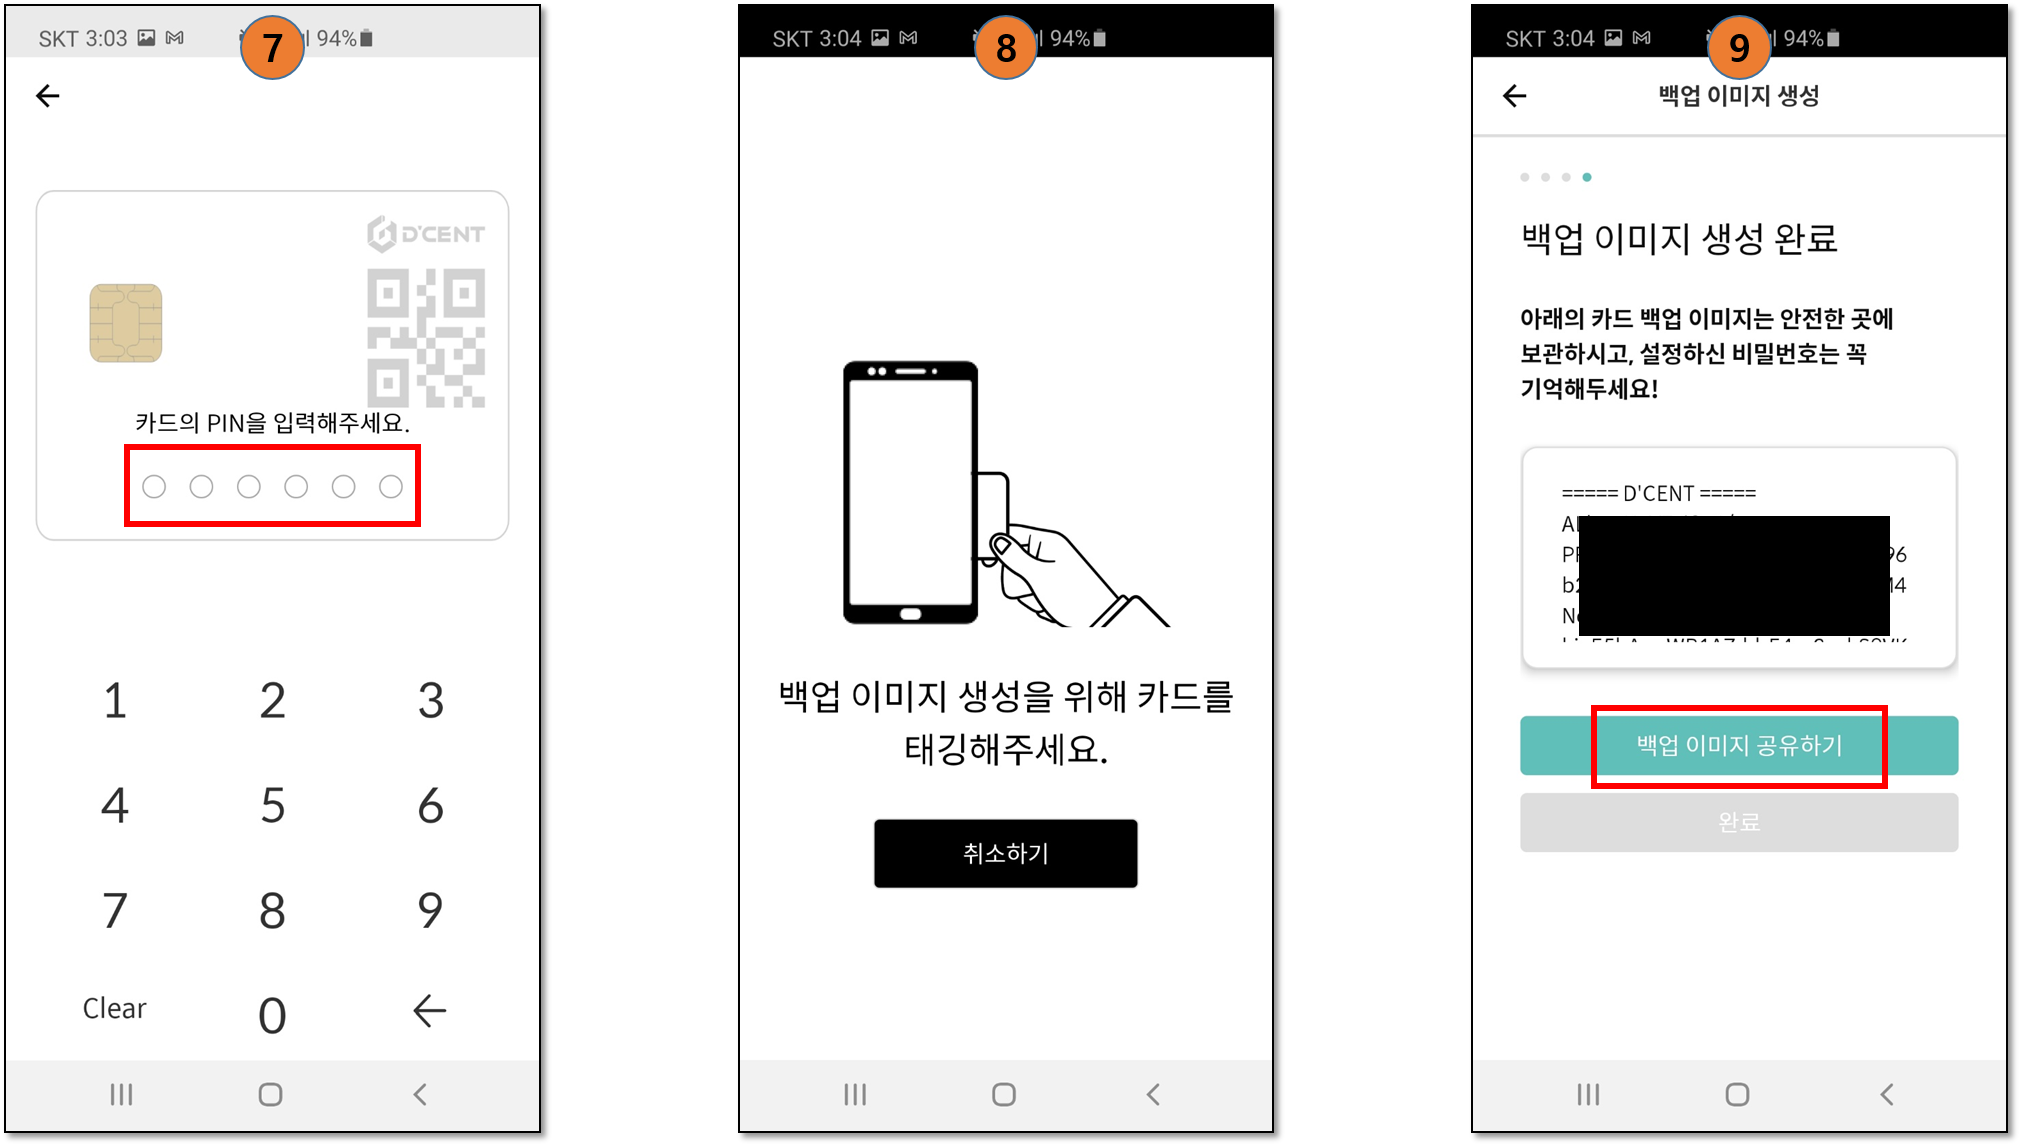 SKT 3:03
7
94%
D'CENT
카드의 PIN을 입력해주세요.
1 2 3
4 5 6
7 8 9
Clear 0
SKT 3:04
8
94%
백업 이미지 생성을 위해 카드를
태깅해주세요.
취소하기
SKT 3:04
9
94%
백업 이미지 생성
백업 이미지 생성 완료
아래의 카드 백업 이미지는 안전한 곳에
보관하시고, 설정하신 비밀번호는 꼭
기억해두세요!
===== D'CENT =====
백업 이미지 공유하기
완료